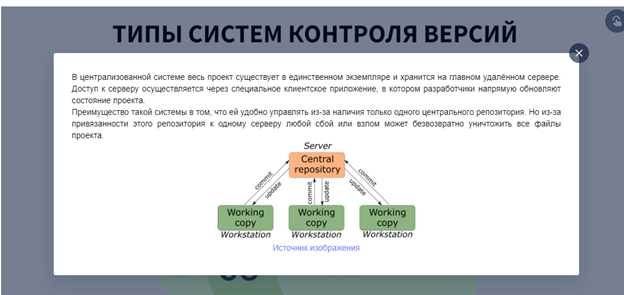 ТИПЫ СИСТЕМ КОНТРОЛЯ ВЕРСИЙ
В централизованной системе весь проект существует в единственном экземпляре и хранится на главном удалённом сервере.
Доступ к серверу осуществляется через специальное клиентское приложение, в котором разработчики напрямую обновляют
состояние проекта.
Преимущество такой системы в том, что ей удобно управлять из-за наличия только одного центрального репозитория. Но из-за
привязанности этого репозитория к одному серверу любой сбой или взлом может безвозвратно уничтожить все файлы
проекта.
Server
Central
repository
commit
update
commit
update
commit
update
Working
copy
Workstation
Working
copy
Workstation
Working
copy
Workstation
Источник изображения